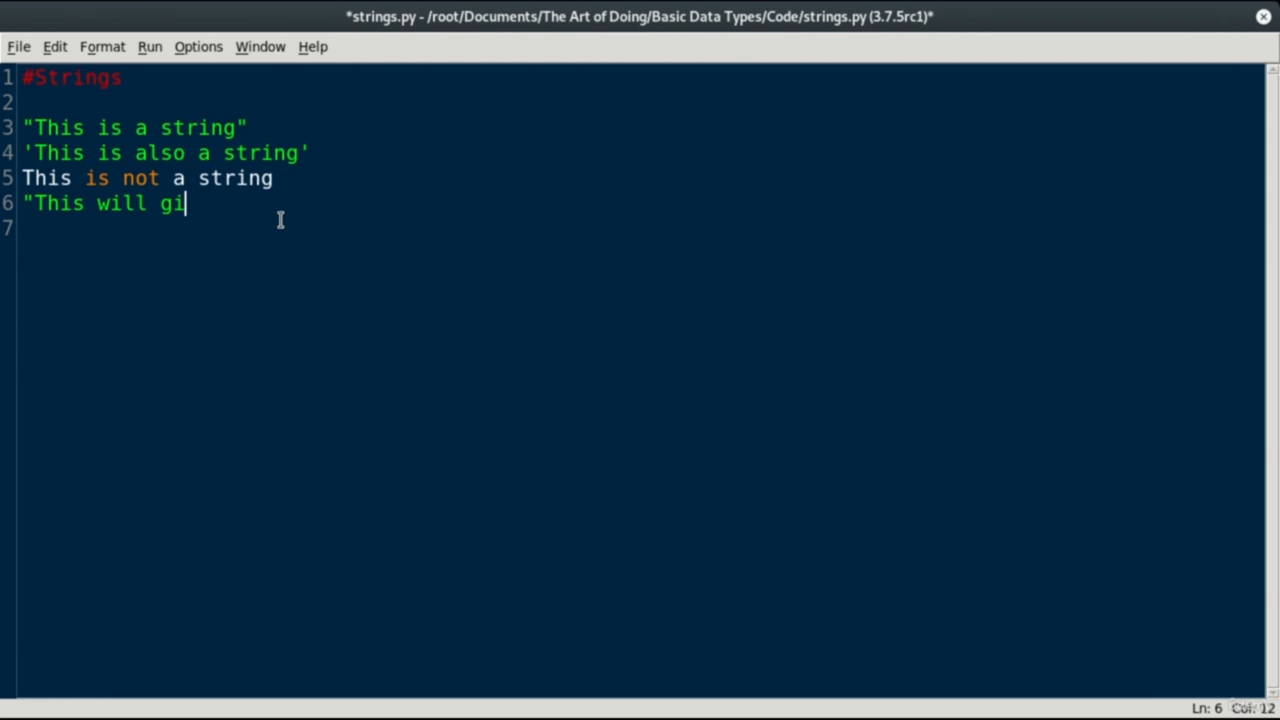 *strings.py - /root/Documents/The Art of Doing/Basic Data Types/Code/strings.py (3.7.5rc1)*
File Edit Format Run Options Window Help
1 #Strings
2
3 "This is a string"
4 'This is also a string'
5 This is not a string
6 "This will gi
7
Ln: 6 Col: 12